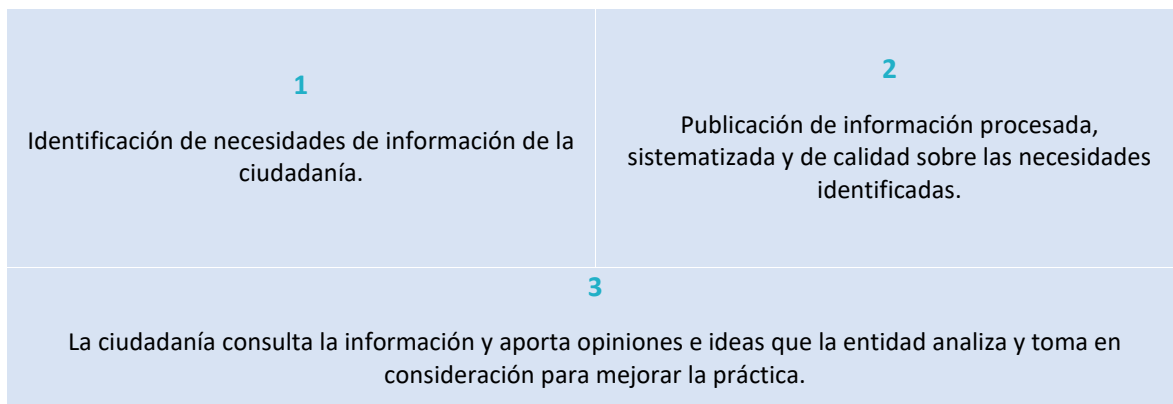 1
Identificación de necesidades de información de la
ciudadanía.
2
Publicación de información procesada,
sistematizada y de calidad sobre las necesidades
identificadas.
3
La ciudadanía consulta la información y aporta opiniones e ideas que la entidad analiza y toma en
consideración para mejorar la práctica.